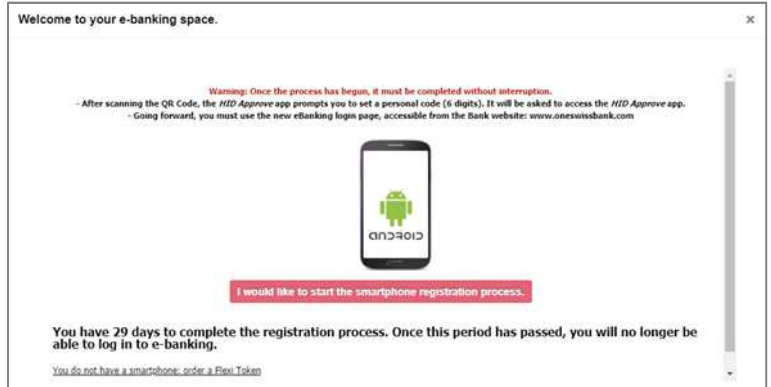 Welcome to your e-banking space.
Warning: Once the process has begun, it must be completed without interruption.
- After scanning the QR Code, the HID Approve app prompts you to set a personal code (6 digits). It will be asked to access the HID Approve app.
- Going forward, you must use the new eBanking login page, accessible from the Bank website: www.oneswissbank.com
ANDROID
I would like to start the smartphone registration process.
You have 29 days to complete the registration process. Once this period has passed, you will no longer be
able to log in to e-banking.
You do not have a smartphone: order a Flexi Token